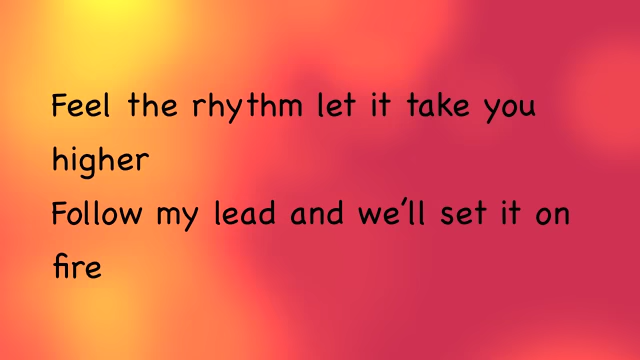 Feel the rhythm let it take you
higher
Follow my lead and we'll set it on
fire